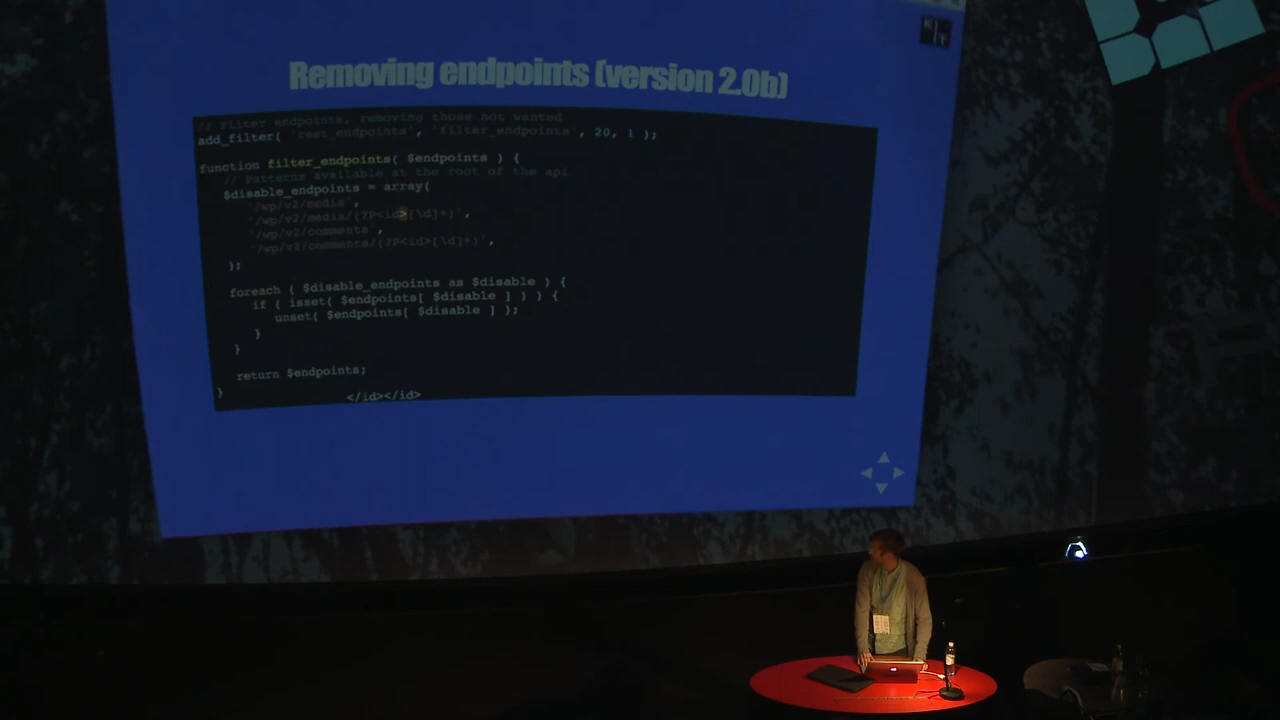 Removing endpoints (version 2.0b)
// Filter endpoints, removing those not wanted
add_filter( 'rest_endpoints', 'filter_endpoints', 20, 1 );
function filter_endpoints( $endpoints ) {
// Patterns available at the root of the api
$disable_endpoints = array(
'/wp/v2/media',
'/wp/v2/media/(?P<id>[\d]+)',
'/wp/v2/comments',
'/wp/v2/comments/(?P<id>[\d]+)',
);
foreach ( $disable_endpoints as $disable ) {
if ( isset( $endpoints[ $disable ] ) ) {
unset( $endpoints[ $disable ] );
}
}
return $endpoints;
}
</id></id>